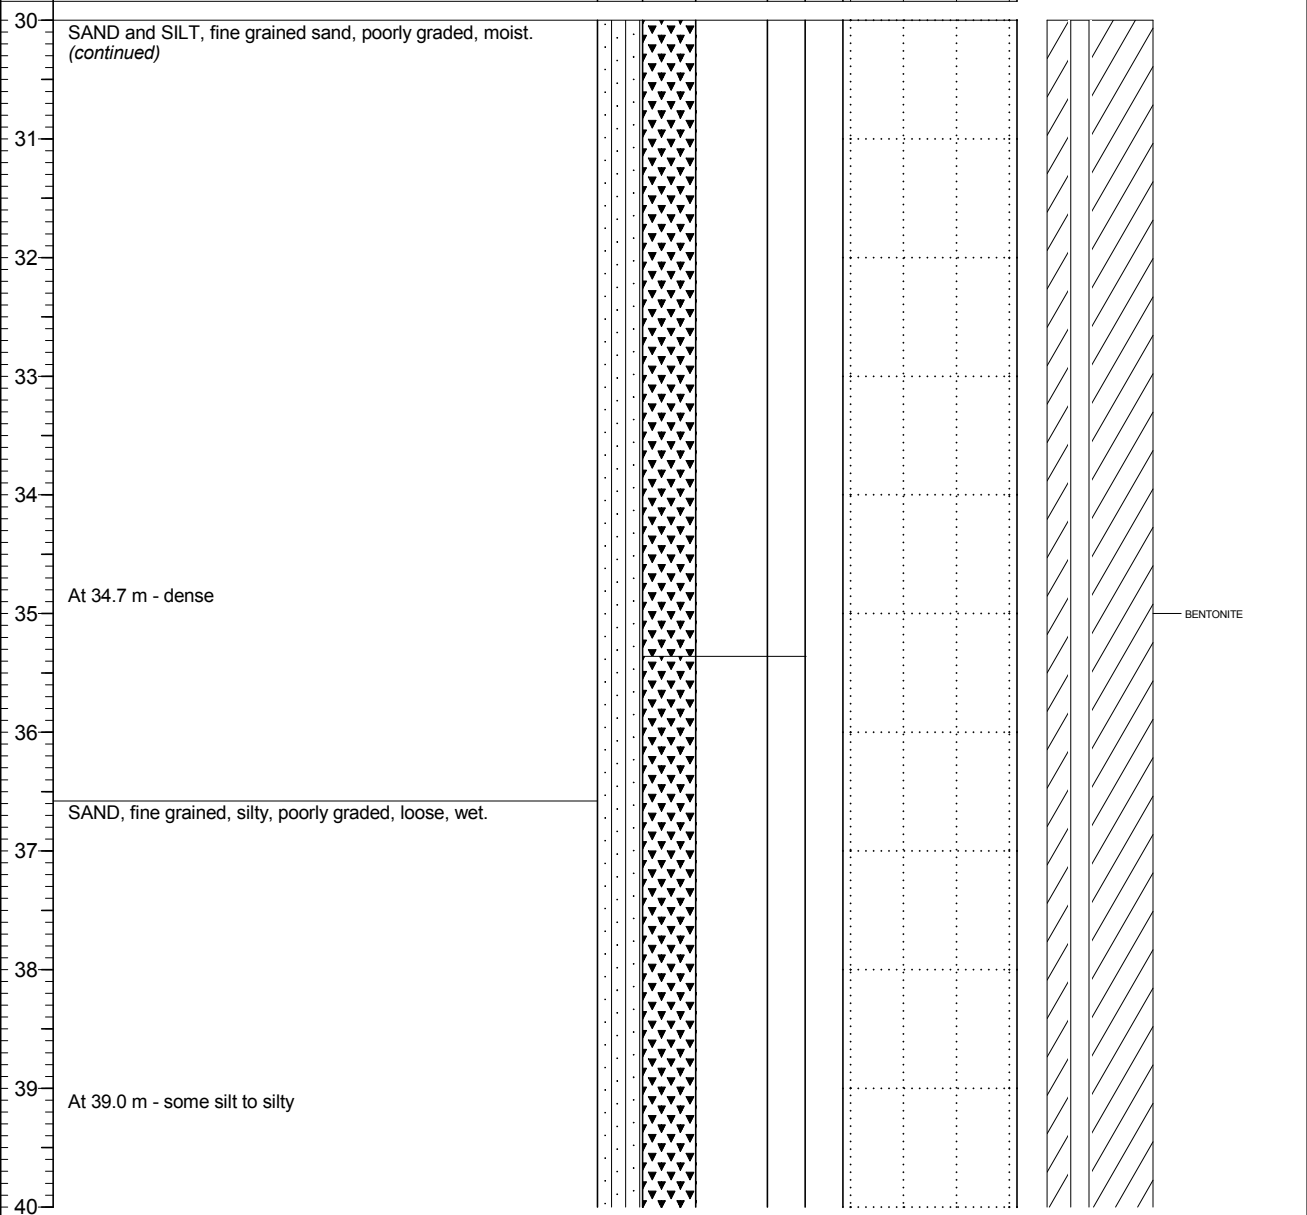 30
SAND and SILT, fine grained sand, poorly graded, moist.
(continued)
31
32
33
34
At 34.7 m - dense
35
BENTONITE
36
SAND, fine grained, silty, poorly graded, loose, wet.
37
38
39
At 39.0 m - some silt to silty
40